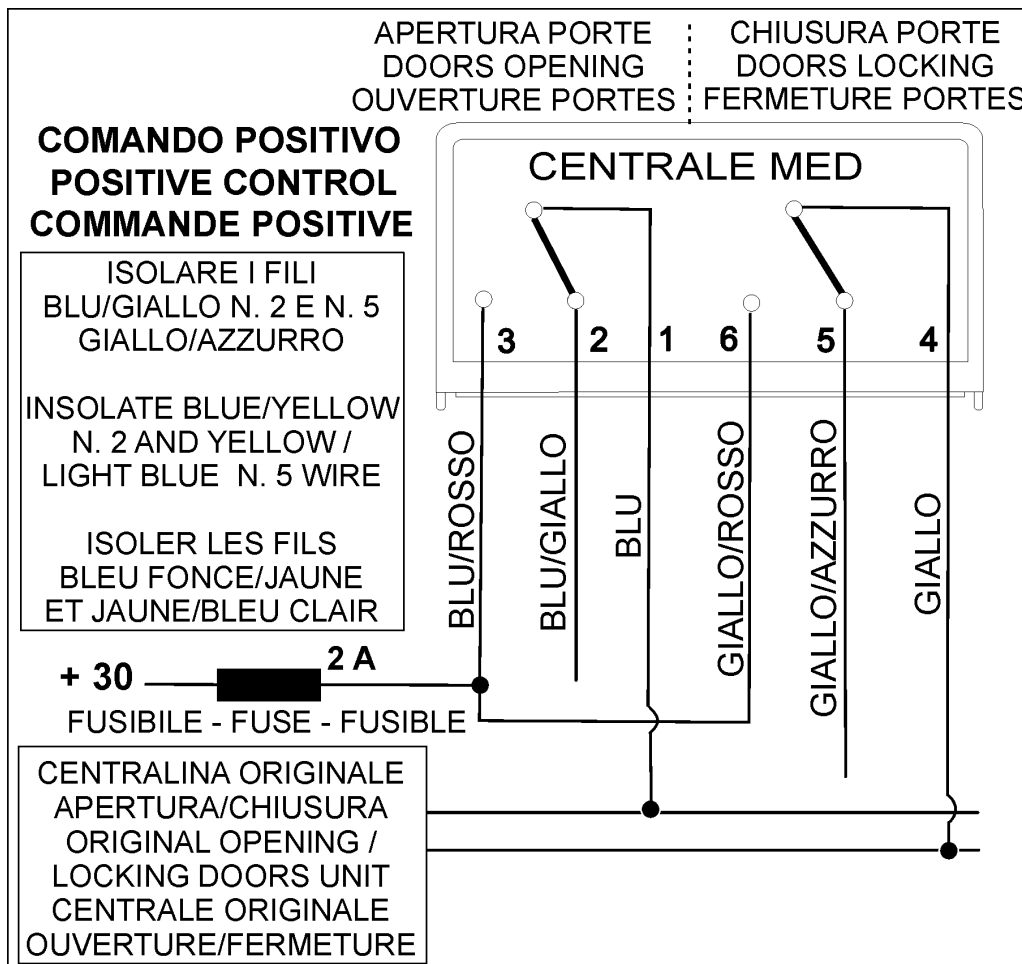 APERTURA PORTE
DOORS OPENING
OUVERTURE PORTES
CHIUSURA PORTE
DOORS LOCKING
FERMETURE PORTES
COMANDO POSITIVO
POSITIVE CONTROL
COMMANDE POSITIVE
CENTRALE MED
ISOLARE I FILI
BLU/GIALLO N. 2 E N. 5
GIALLO/AZZURRO
INSOLATE BLUE/YELLOW
N. 2 AND YELLOW /
LIGHT BLUE N. 5 WIRE
ISOLER LES FILS
BLEU FONCE/JAUNE
ET JAUNE/BLEU CLAIR
3 2 1 6 5 4
BLU/ROSSO
BLU/GIALLO
BLU
GIALLO/ROSSO
GIALLO/AZZURRO
GIALLO
+ 30
2 A
FUSIBILE - FUSE - FUSIBLE
CENTRALINA ORIGINALE
APERTURA/CHIUSURA
ORIGINAL OPENING /
LOCKING DOORS UNIT
CENTRALE ORIGINALE
OUVERTURE/FERMETURE